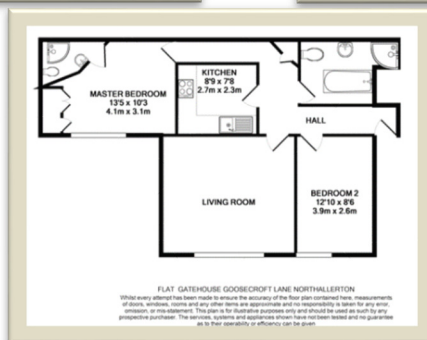 KITCHEN
8'9 x 7'8
2.7m x 2.3m
MASTER BEDROOM
13'5 x 10'3
4.1m x 3.1m
HALL
LIVING ROOM
BEDROOM 2
12'10 x 8'6
3.9m x 2.6m
FLAT GATEHOUSE GOOSECROFT LANE NORTHALLERTON
Whilst every attempt has been made to ensure the accuracy of the floor plan contained here, measurements
of doors, windows, rooms and any other items are approximate and no responsibility is taken for any error,
omission, or mis-statement. This plan is for illustrative purposes only and should be used as such by any
prospective purchaser. The services, systems and appliances shown have not been tested and no guarantee
as to their operability or efficiency can be given